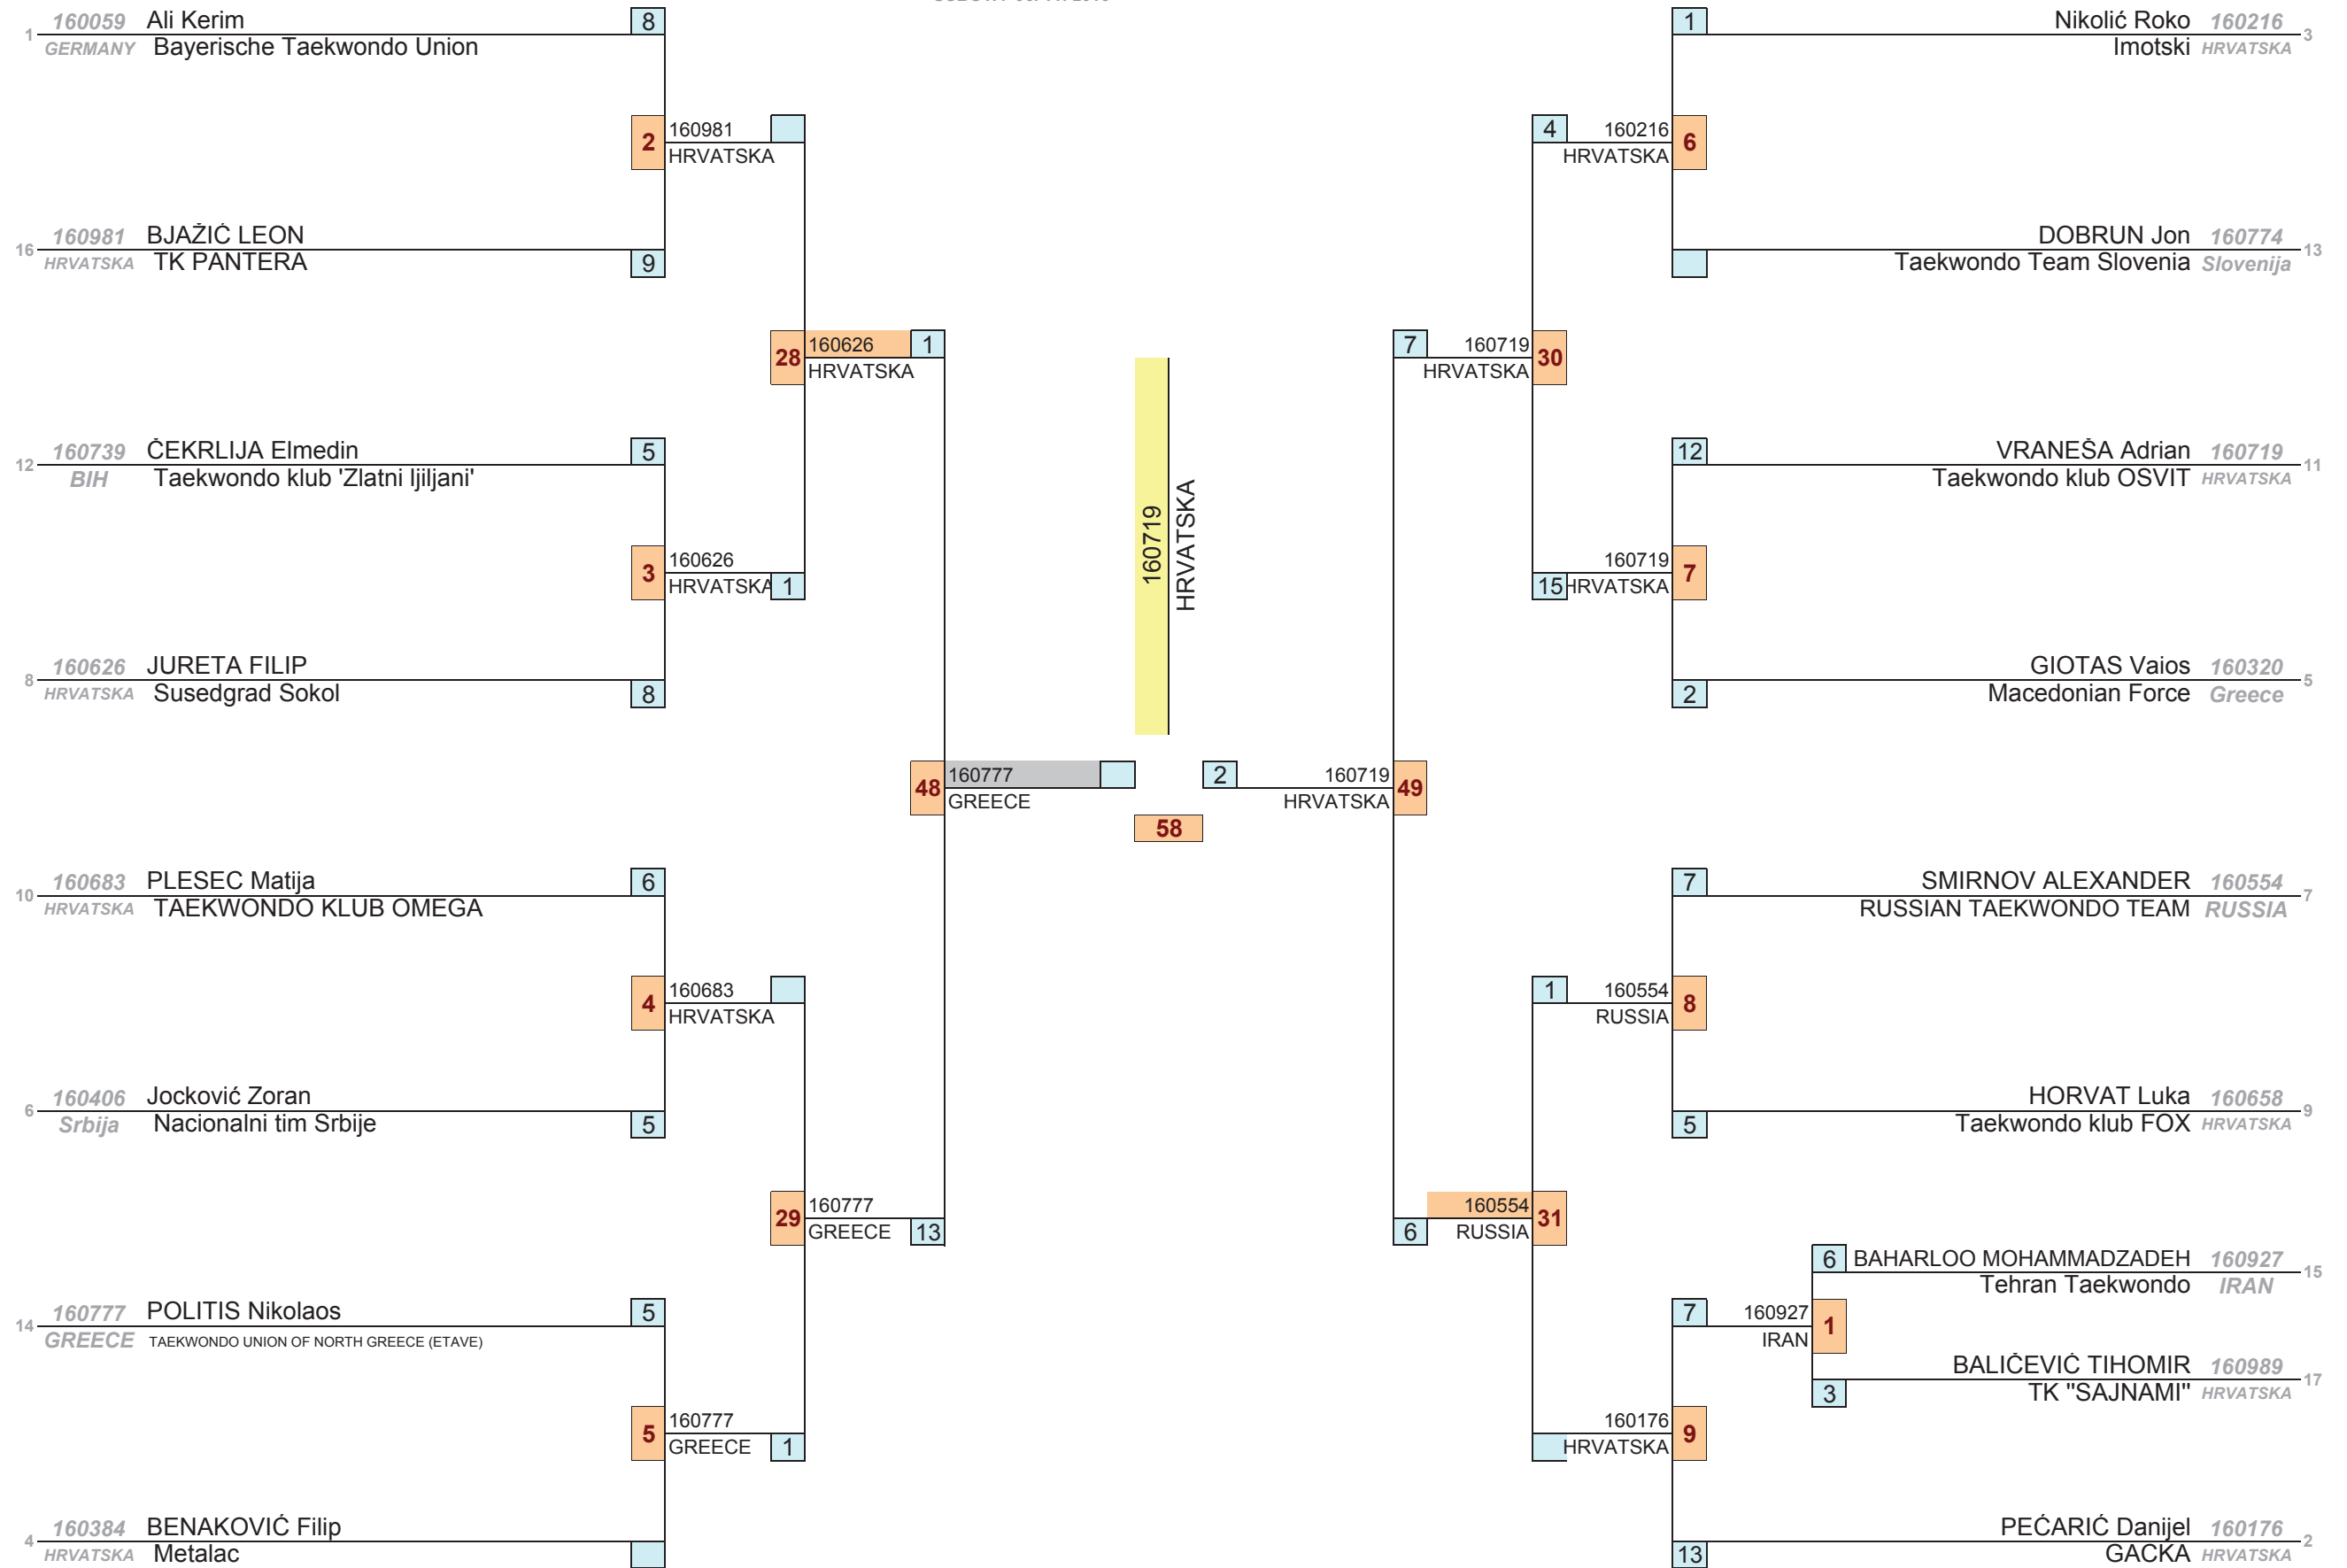 1 160059 Ali Kerim 8
GERMANY Bayerische Taekwondo Union
2 160981
HRVATSKA
16 160981 BJAŽIĆ LEON
HRVATSKA TK PANTERA 9
28 160626 1
HRVATSKA
12 160739 ČEKRLIJA Elmedin 5
BIH Taekwondo klub 'Zlatni ljiljani'
3 160626
HRVATSKA 1
8 160626 JURETA FILIP
HRVATSKA Susedgrad Sokol 8
48 160777
GREECE
10 160683 PLESEC Matija 6
HRVATSKA TAEKWONDO KLUB OMEGA
4 160683
HRVATSKA
6 160406 Jocković Zoran
Srbija Nacionalni tim Srbije 5
29 160777
GREECE 13
14 160777 POLITIS Nikolaos 5
GREECE TAEKWONDO UNION OF NORTH GREECE (ETAVE)
5 160777
GREECE 1
4 160384 BENAKOVIĆ Filip
HRVATSKA Metalac
160719
HRVATSKA
58
1 Nikolić Roko 160216 3
Imotski HRVATSKA
4 160216 6
HRVATSKA
DOBRUN Jon 160774 13
Taekwondo Team Slovenia Slovenija
7 160719 30
HRVATSKA
12 VRANEŠA Adrian 160719 11
Taekwondo klub OSVIT HRVATSKA
160719 7
15 HRVATSKA
GIOTAS Vaios 160320 5
2 Macedonian Force Greece
2 160719 49
HRVATSKA
7 SMIRNOV ALEXANDER 160554 7
RUSSIAN TAEKWONDO TEAM RUSSIA
1 160554 8
RUSSIA
HORVAT Luka 160658 9
5 Taekwondo klub FOX HRVATSKA
160554 31
6 RUSSIA
6 BAHARLOO MOHAMMADZADEH 160927 15
Tehran Taekwondo IRAN
7 160927 1
IRAN
BALIČEVIĆ TIHOMIR 160989 17
3 TK "SAJNAMI" HRVATSKA
160176 9
HRVATSKA
PEĆARIĆ Danijel 160176 2
13 GACKA HRVATSKA